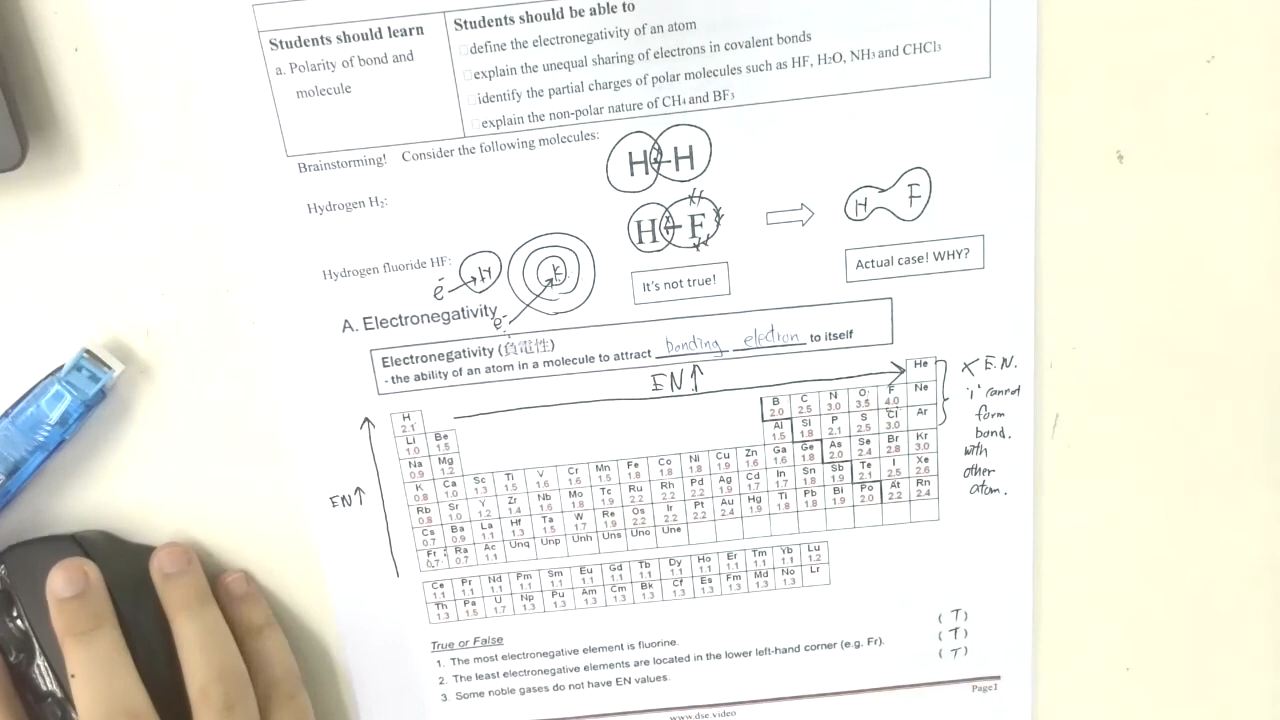 Students should learn
Students should be able to
a. Polarity of bond and
molecule
define the electronegativity of an atom
explain the unequal sharing of electrons in covalent bonds
identify the partial charges of polar molecules such as HF, H2O, NH3 and CHCl3
explain the non-polar nature of CH4 and BF3
Brainstorming! Consider the following molecules:
Hydrogen H2:
H H
Hydrogen fluoride HF:
H F
H F
e- H
e-
It's not true!
Actual case! WHY?
A. Electronegativity
Electronegativity (負電性)
- the ability of an atom in a molecule to attract bonding electron to itself
EN↑
EN↑
X E.N.
cannot
form
bond.
with
other
atom.
He
H B C N O F Ne
2.1 2.0 2.5 3.0 3.5 4.0
Li Be Al Si P S Cl Ar
1.0 1.5 1.5 1.8 2.1 2.5 3.0
Na Mg
0.9 1.2
K Ca Sc Ti V Cr Mn Fe Co Ni Cu Zn Ga Ge As Se Br Kr
0.8 1.0 1.3 1.5 1.6 1.6 1.5 1.8 1.8 1.8 1.9 1.6 1.6 1.8 2.0 2.4 2.8 3.0
Rb Sr Y Zr Nb Mo Tc Ru Rh Pd Ag Cd In Sn Sb Te I Xe
0.8 1.0 1.2 1.4 1.6 1.8 1.9 2.2 2.2 2.2 1.9 1.7 1.7 1.8 1.9 2.1 2.5 2.6
Cs Ba La Hf Ta W Re Os Ir Pt Au Hg Tl Pb Bi Po At Rn
0.7 0.9 1.1 1.3 1.5 1.7 1.9 2.2 2.2 2.2 2.4 1.9 1.8 1.8 1.9 2.0 2.2 2.4
Fr Ra Ac Unq Unp Unh Uns Uno Une
0.7 0.7 1.1
Ce Pr Nd Pm Sm Eu Gd Tb Dy Ho Er Tm Yb Lu
1.1 1.1 1.1 1.1 1.1 1.1 1.1 1.1 1.1 1.1 1.1 1.1 1.1 1.2
Th Pa U Np Pu Am Cm Bk Cf Es Fm Md No Lr
1.3 1.5 1.7 1.3 1.3 1.3 1.3 1.3 1.3 1.3 1.3 1.3 1.3
True or False
1. The most electronegative element is fluorine. (T)
2. The least electronegative elements are located in the lower left-hand corner (e.g. Fr). (T)
3. Some noble gases do not have EN values. (T)
Page1
www.dse.video